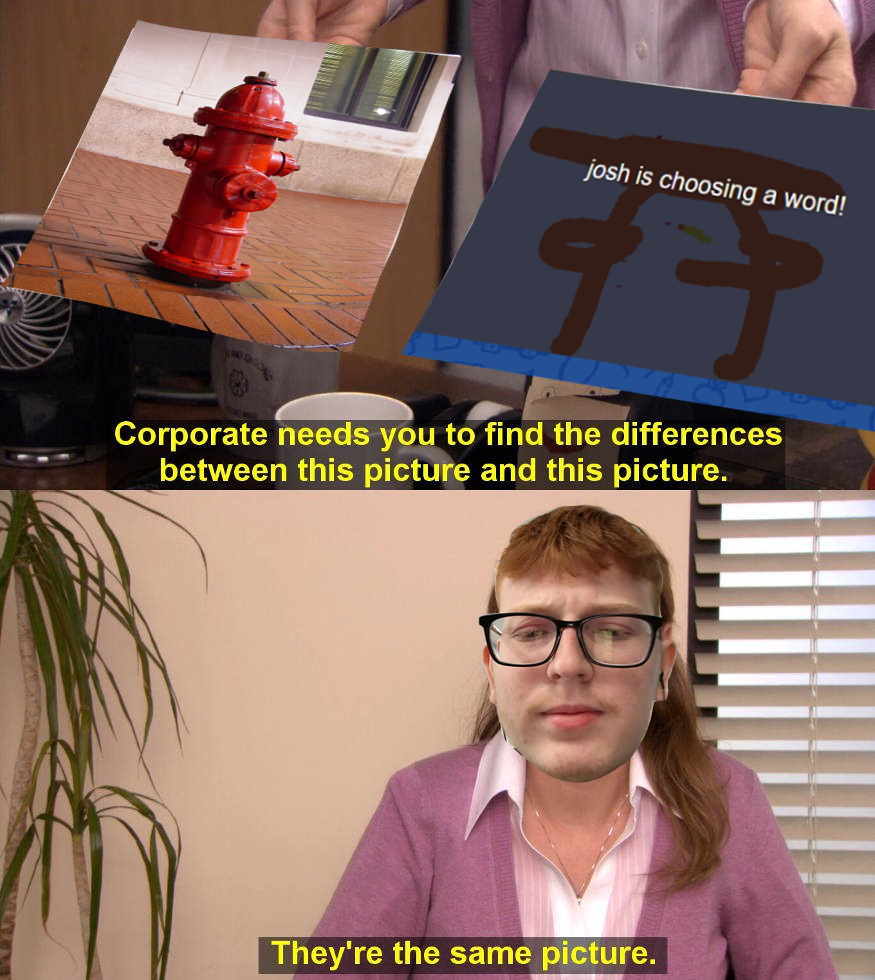 josh is choosing a word!
Corporate needs you to find the differences
between this picture and this picture.
They're the same picture.